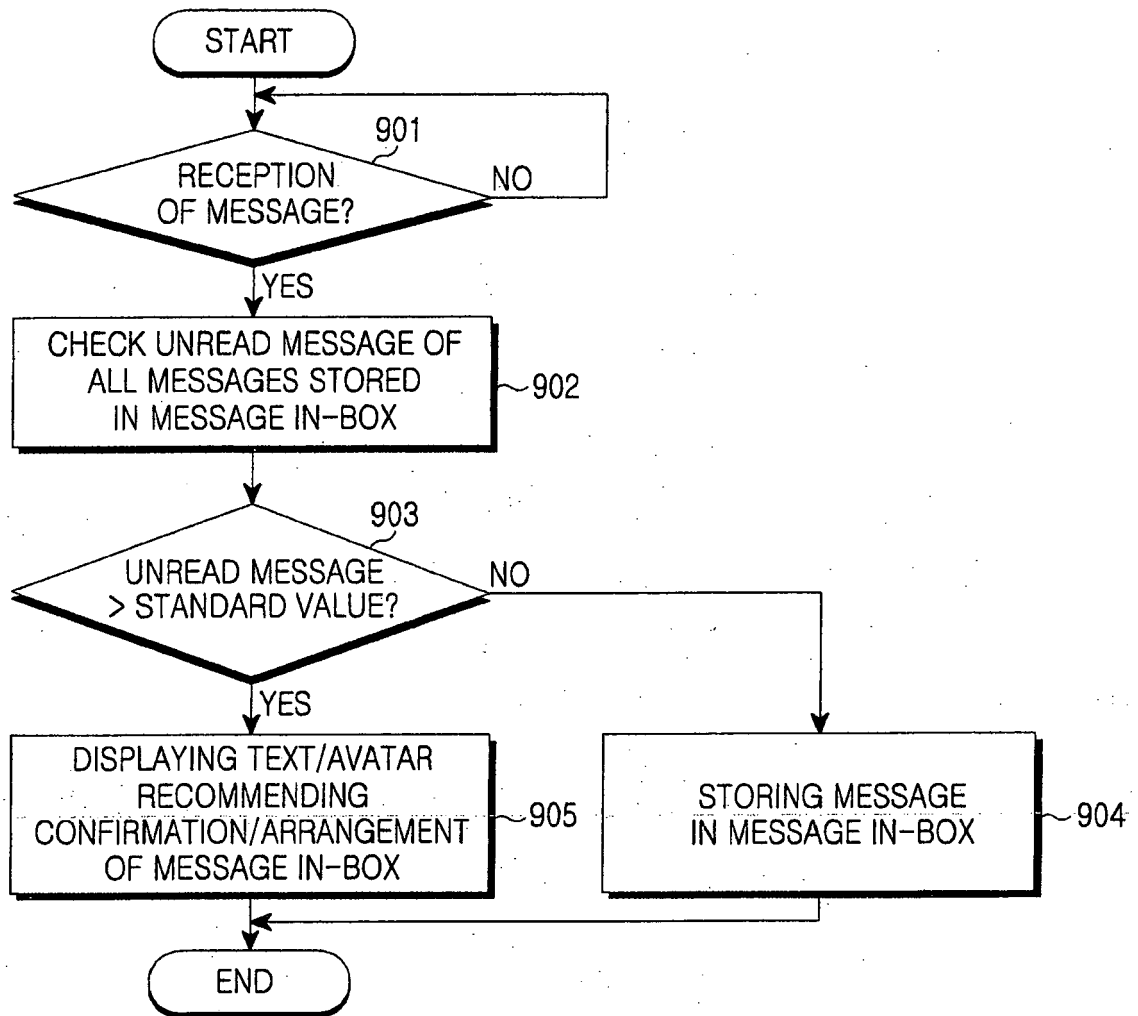 START
901
RECEPTION
OF MESSAGE?
NO
YES
CHECK UNREAD MESSAGE OF
ALL MESSAGES STORED
IN MESSAGE IN-BOX
902
903
UNREAD MESSAGE
> STANDARD VALUE?
NO
YES
DISPLAYING TEXT/AVATAR
RECOMMENDING
CONFIRMATION/ARRANGEMENT
OF MESSAGE IN-BOX
905
STORING MESSAGE
IN MESSAGE IN-BOX
904
END